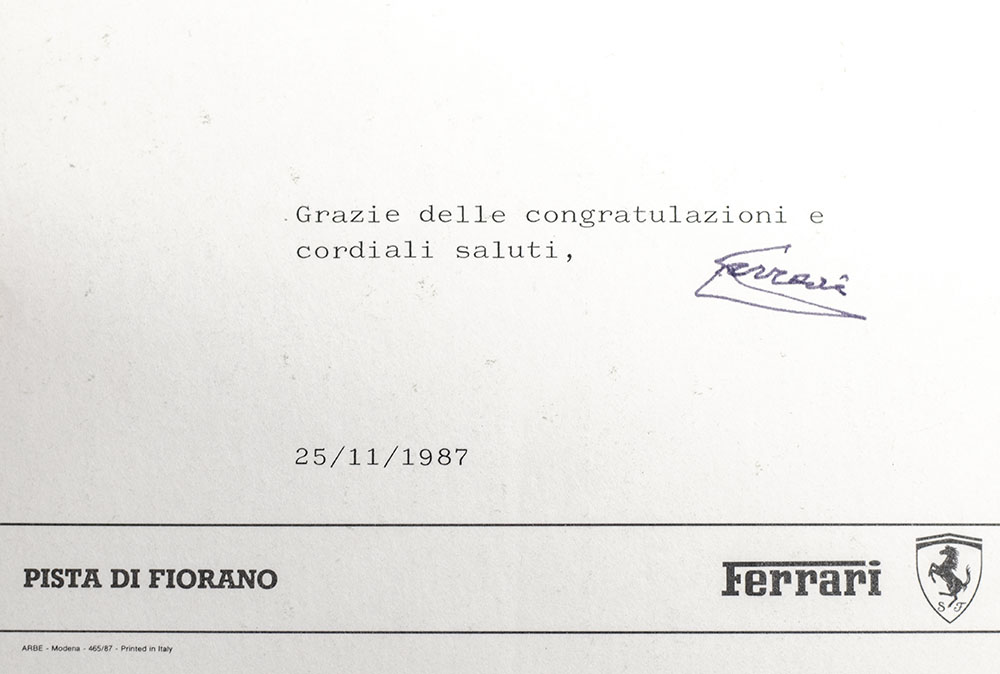 Grazie delle congratulazioni e
cordiali saluti,
Ferrari
25/11/1987
PISTA DI FIORANO
Ferrari
S F
ARBE - Modena - 465/87 - Printed in Italy